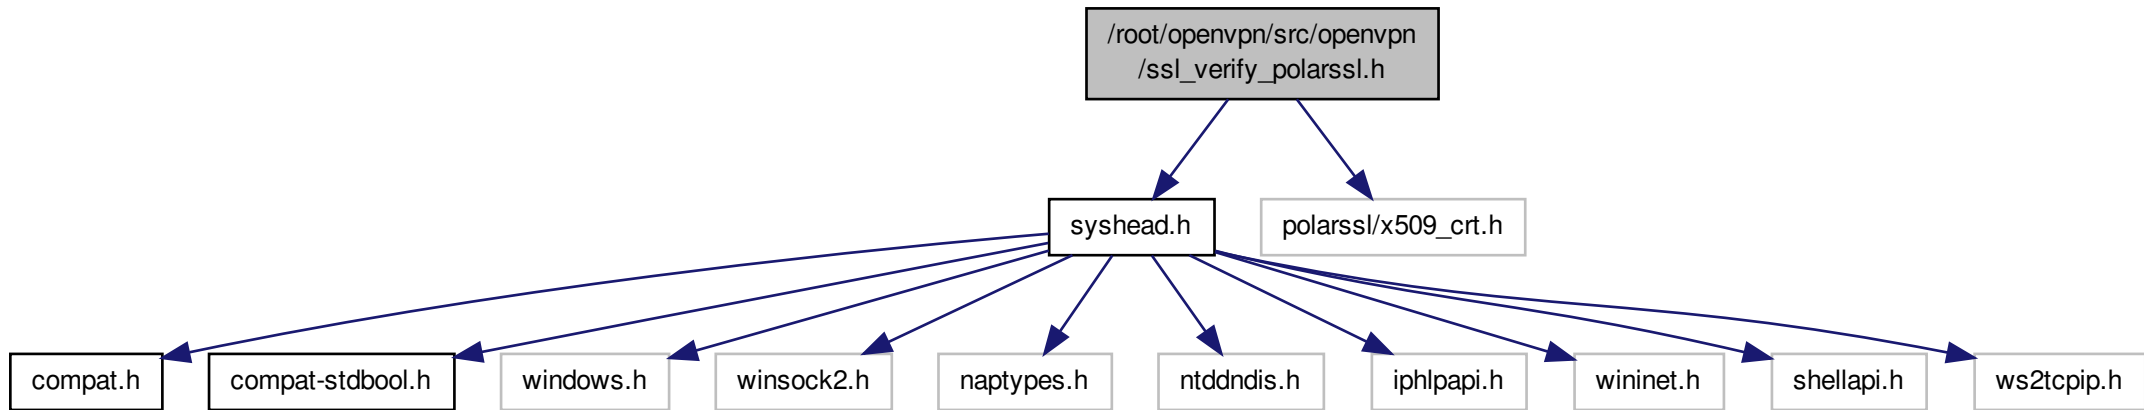 /root/openvpn/src/openvpn
/ssl_verify_polarssl.h
syshead.h
polarssl/x509_crt.h
compat.h
compat-stdbool.h
windows.h
winsock2.h
naptypes.h
ntddndis.h
iphlpapi.h
wininet.h
shellapi.h
ws2tcpip.h